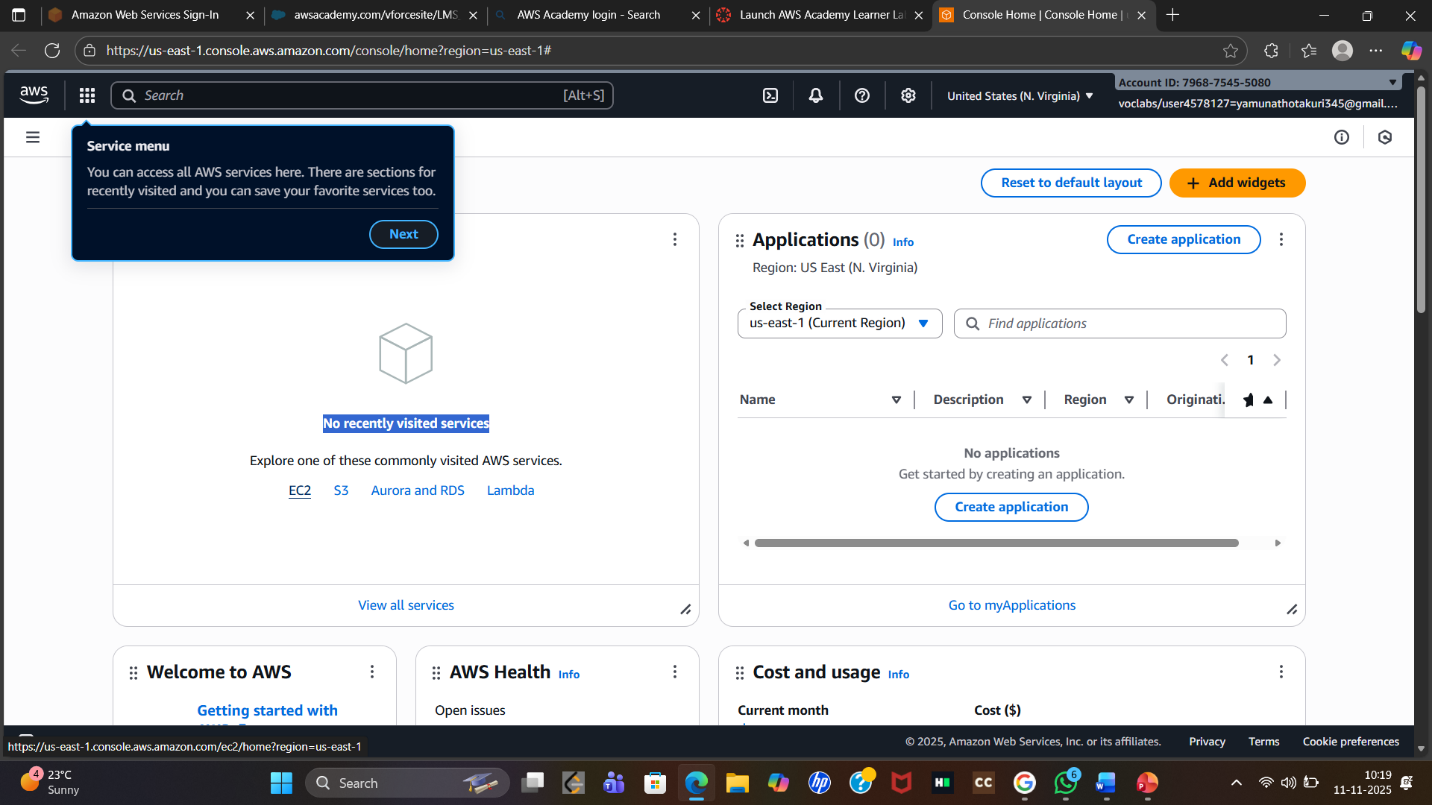 Amazon Web Services Sign-In
awsacademy.com/vforcesite/LMS
AWS Academy login - Search
Launch AWS Academy Learner La
Console Home | Console Home |
https://us-east-1.console.aws.amazon.com/console/home?region=us-east-1#
aws
Search
[Alt+S]
United States (N. Virginia)
Account ID: 7968-7545-5080
voclabs/user4578127=yamunathotakuri345@gmail....
Service menu
You can access all AWS services here. There are sections for
recently visited and you can save your favorite services too.
Next
Reset to default layout
+ Add widgets
No recently visited services
Explore one of these commonly visited AWS services.
EC2 S3 Aurora and RDS Lambda
View all services
Applications (0) Info
Create application
Region: US East (N. Virginia)
Select Region
us-east-1 (Current Region)
Find applications
1
Name Description Region Originati.
No applications
Get started by creating an application.
Create application
Go to myApplications
Welcome to AWS
Getting started with
AWS Health Info
Open issues
Cost and usage Info
Current month
Cost ($)
https://us-east-1.console.aws.amazon.com/ec2/home?region=us-east-1
© 2025, Amazon Web Services, Inc. or its affiliates.
Privacy
Terms
Cookie preferences
4
23°C
Sunny
Search
hp
H
CC
G
6
W
P
10:19
11-11-2025